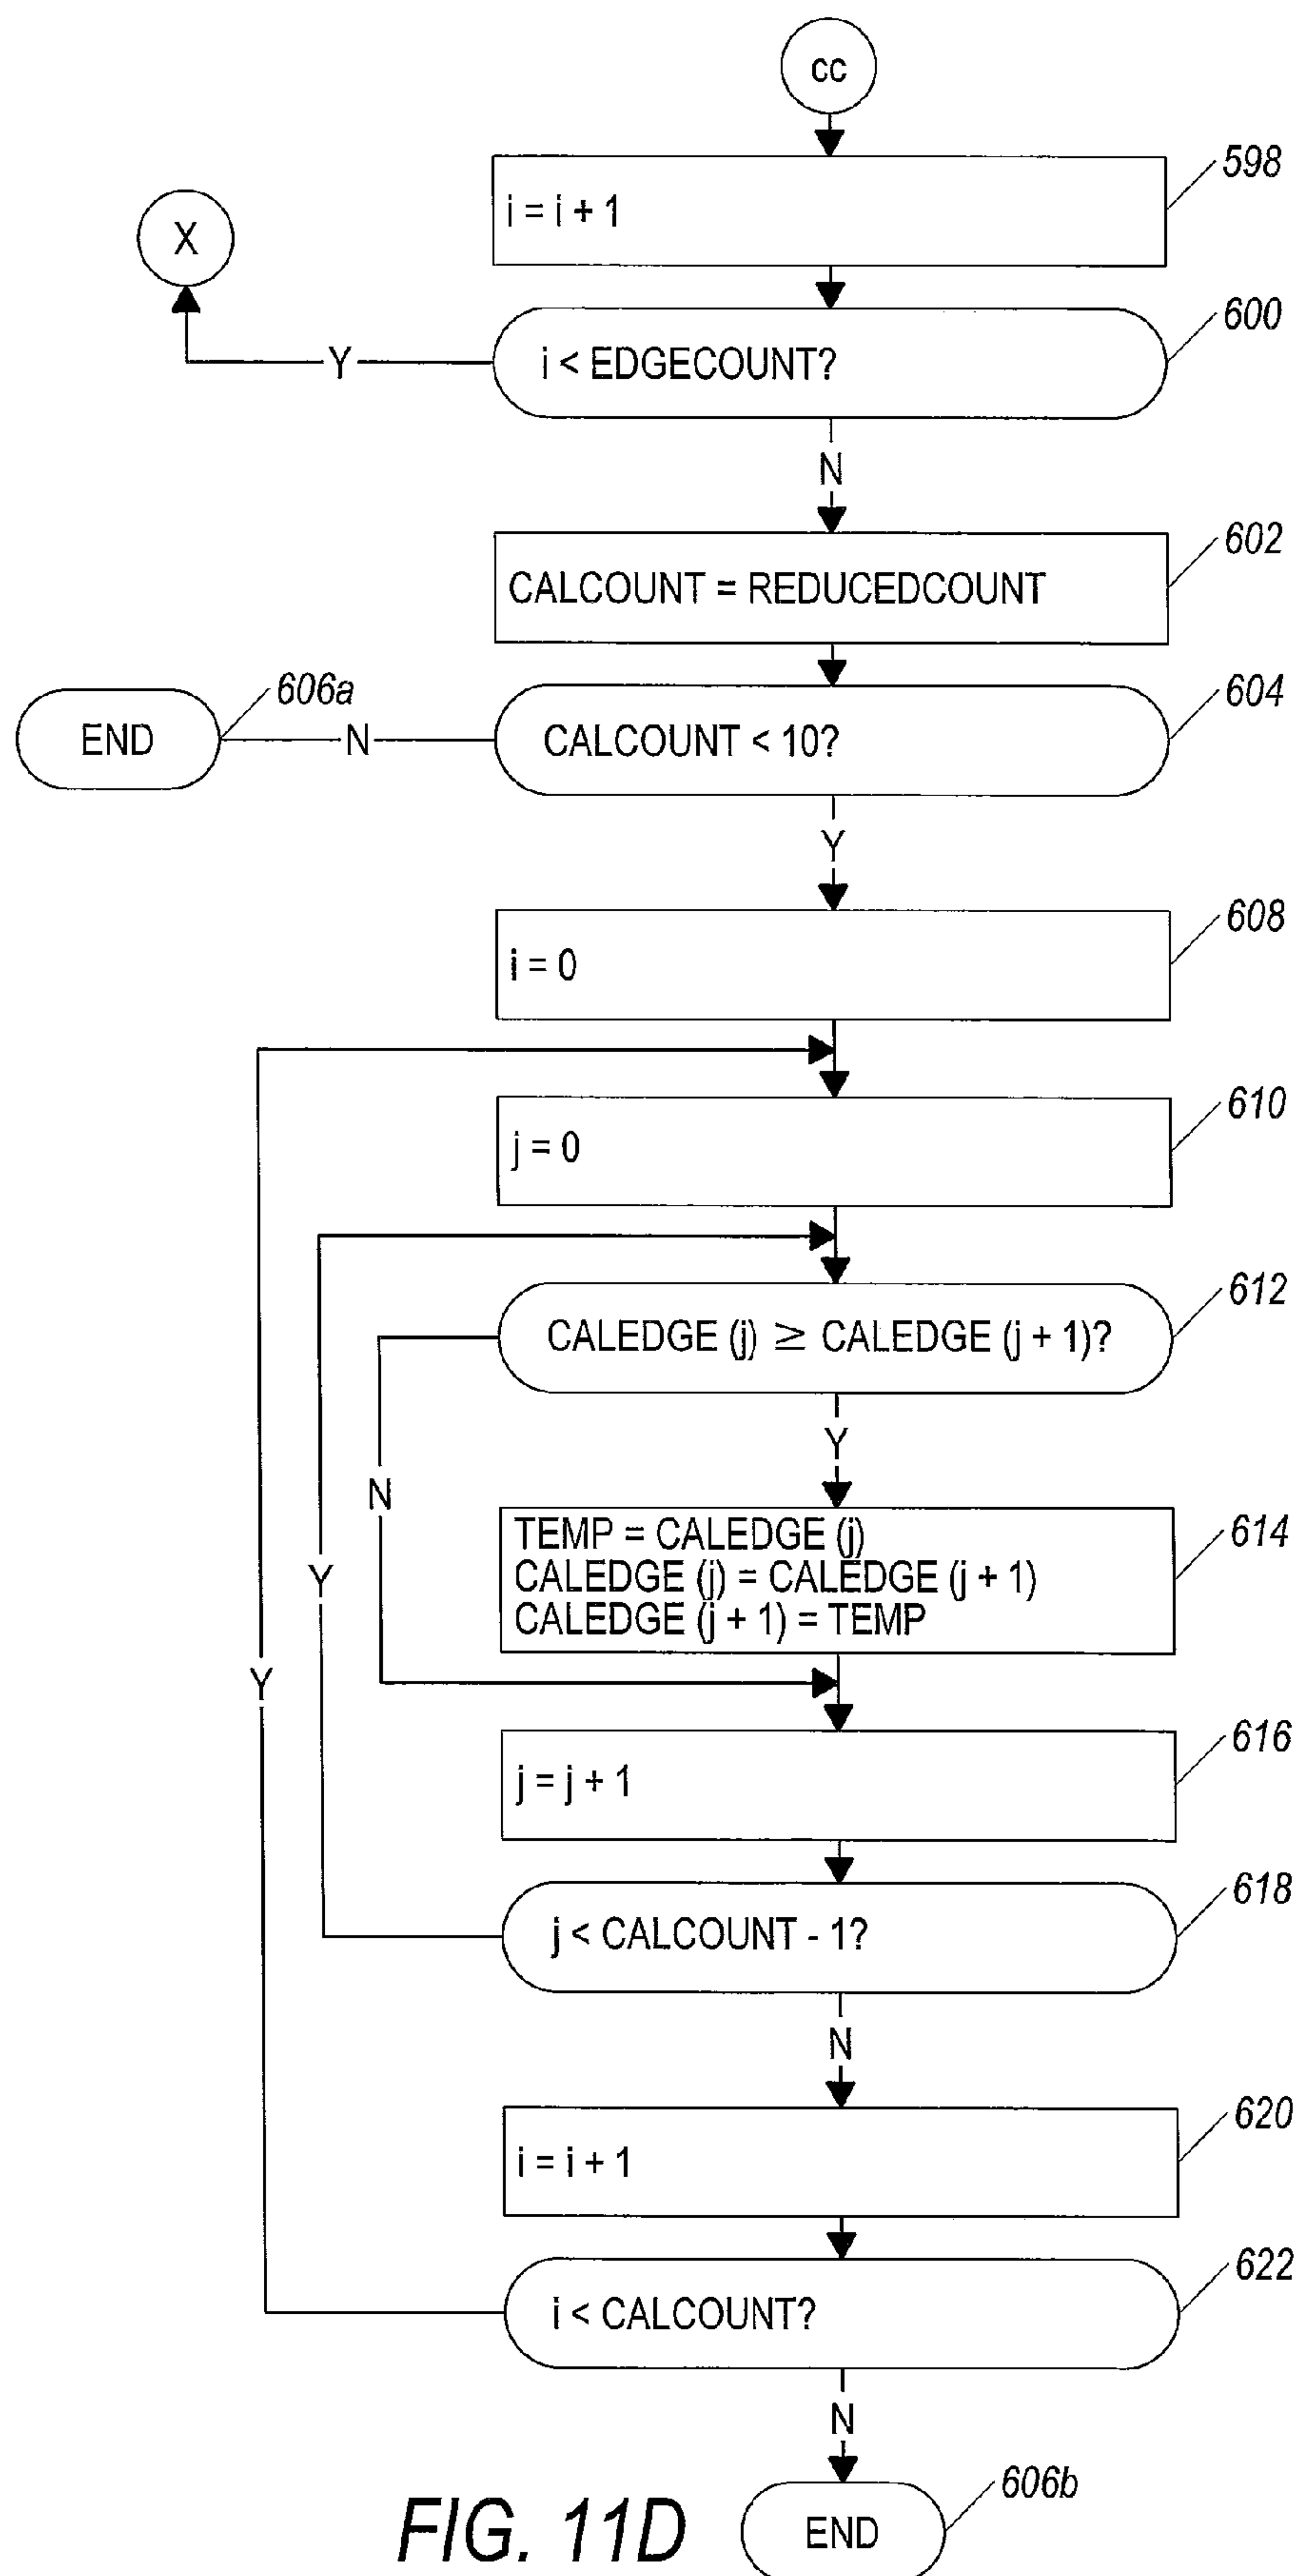 cc
598
i = i + 1
X
600
i < EDGECOUNT?
Y
N
602
CALCOUNT = REDUCEDCOUNT
606a
604
END
N
CALCOUNT < 10?
Y
608
i = 0
610
j = 0
612
CALEDGE (j) ≥ CALEDGE (j + 1)?
Y
N
614
TEMP = CALEDGE (j)
CALEDGE (j) = CALEDGE (j + 1)
CALEDGE (j + 1) = TEMP
Y
Y
616
j = j + 1
618
j < CALCOUNT - 1?
N
620
i = i + 1
622
i < CALCOUNT?
N
606b
FIG. 11D
END